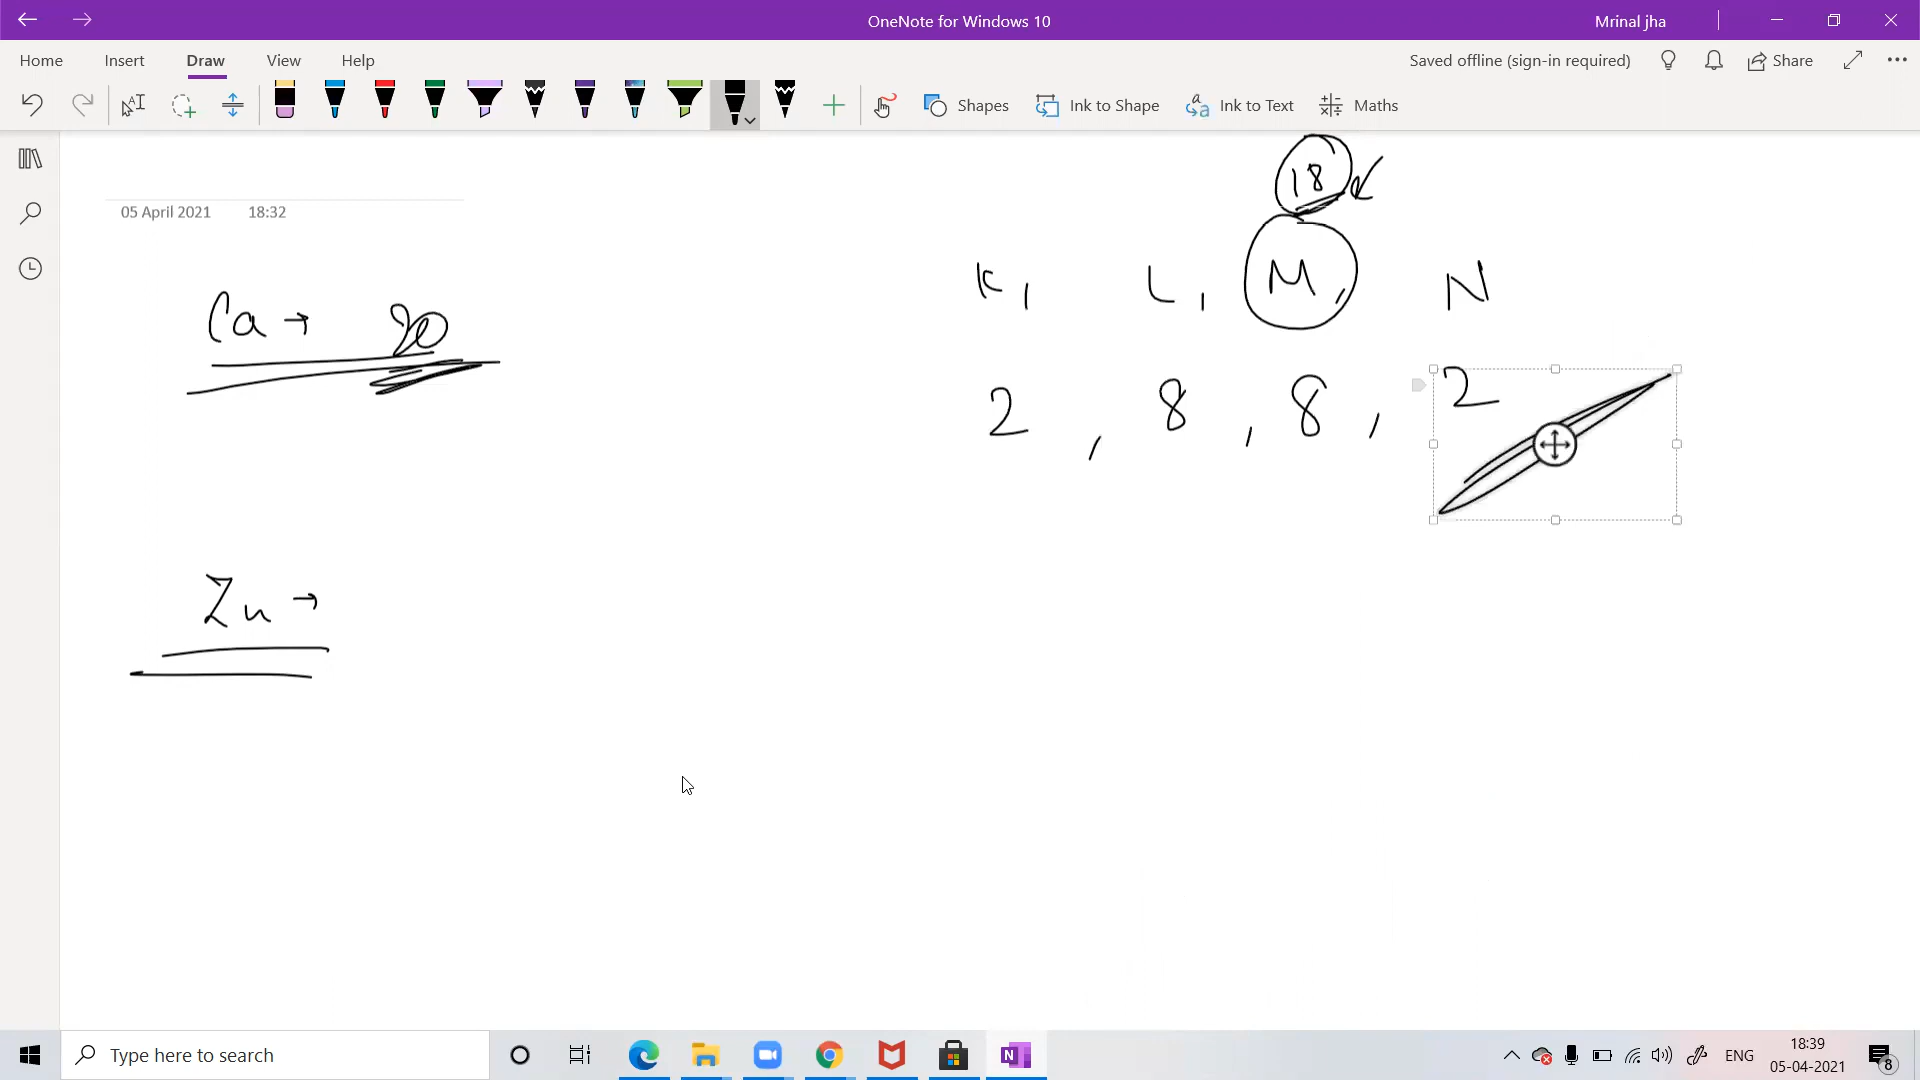 OneNote for Windows 10
Mrinal jha
Home Insert Draw View Help
Saved offline (sign-in required) Share
Shapes Ink to Shape Ink to Text Maths
05 April 2021 18:32
18
K, L, M, N
Ca → 20
2, 8, 8, 2
Zn →
Type here to search
ENG
18:39
05-04-2021
8